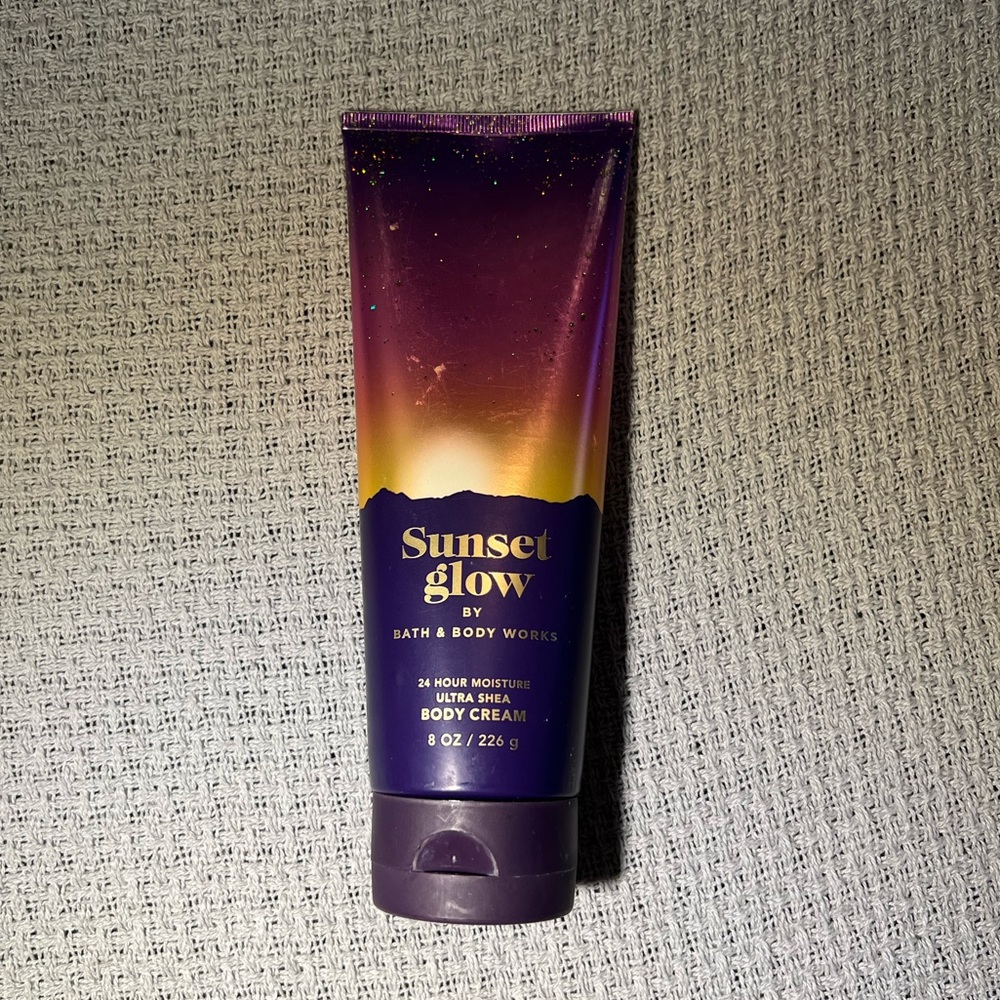 Sunset
glow
BY
BATH & BODY WORKS
24 HOUR MOISTURE
ULTRA SHEA
BODY CREAM
8 OZ / 226 g